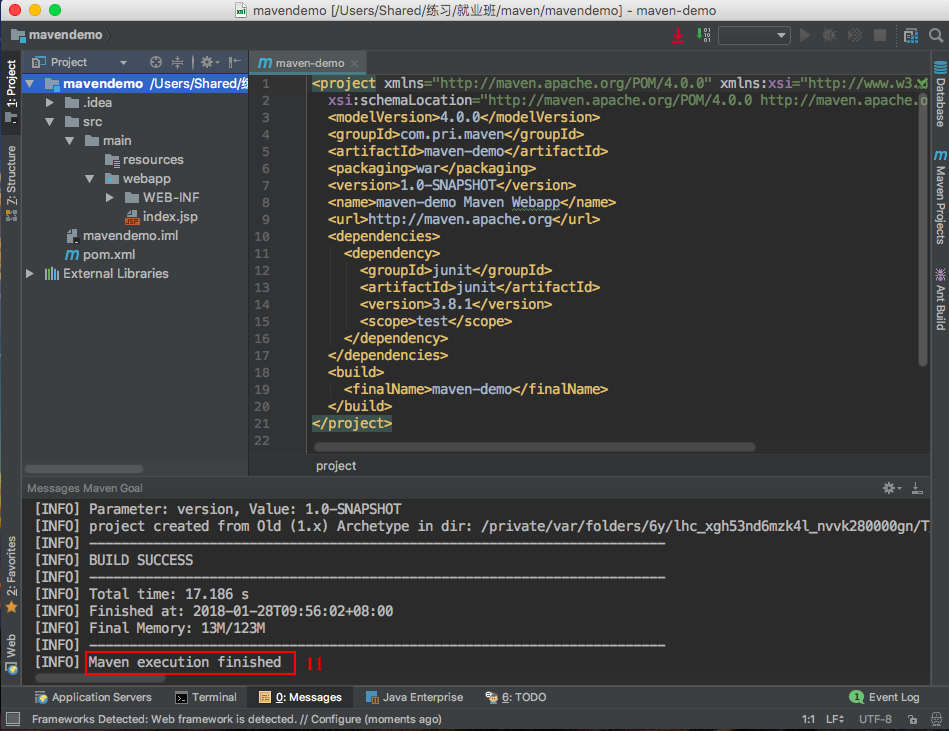 mavendemo [/Users/Shared/练习/就业班/maven/mavendemo] - maven-demo
mavendemo
1: Project
Z: Structure
2: Favorites
Web
Project
mavendemo /Users/Shared/
.idea
src
main
resources
webapp
WEB-INF
index.jsp
JSP
mavendemo.iml
pom.xml
External Libraries
maven-demo
1 <project xmlns="http://maven.apache.org/POM/4.0.0" xmlns:xsi="http://www.w3.
2 xsi:schemaLocation="http://maven.apache.org/POM/4.0.0 http://maven.apache.o
3 <modelVersion>4.0.0</modelVersion>
4 <groupId>com.pri.maven</groupId>
5 <artifactId>maven-demo</artifactId>
6 <packaging>war</packaging>
7 <version>1.0-SNAPSHOT</version>
8 <name>maven-demo Maven Webapp</name>
9 <url>http://maven.apache.org</url>
10 <dependencies>
11 <dependency>
12 <groupId>junit</groupId>
13 <artifactId>junit</artifactId>
14 <version>3.8.1</version>
15 <scope>test</scope>
16 </dependency>
17 </dependencies>
18 <build>
19 <finalName>maven-demo</finalName>
20 </build>
21 </project>
22
project
Database
Maven Projects
Ant Build
Messages Maven Goal
[INFO] Parameter: version, Value: 1.0-SNAPSHOT
[INFO] project created from Old (1.x) Archetype in dir: /private/var/folders/6y/lhc_xgh53nd6mzk4l_nvvk280000gn/T
[INFO] ------------------------------------------------------------------------
[INFO] BUILD SUCCESS
[INFO] ------------------------------------------------------------------------
[INFO] Total time: 17.186 s
[INFO] Finished at: 2018-01-28T09:56:02+08:00
[INFO] Final Memory: 13M/123M
[INFO] ------------------------------------------------------------------------
[INFO] Maven execution finished 11
Application Servers Terminal 0: Messages Java Enterprise 6: TODO 1 Event Log
Frameworks Detected: Web framework is detected. // Configure (moments ago) 1:1 LF UTF-8